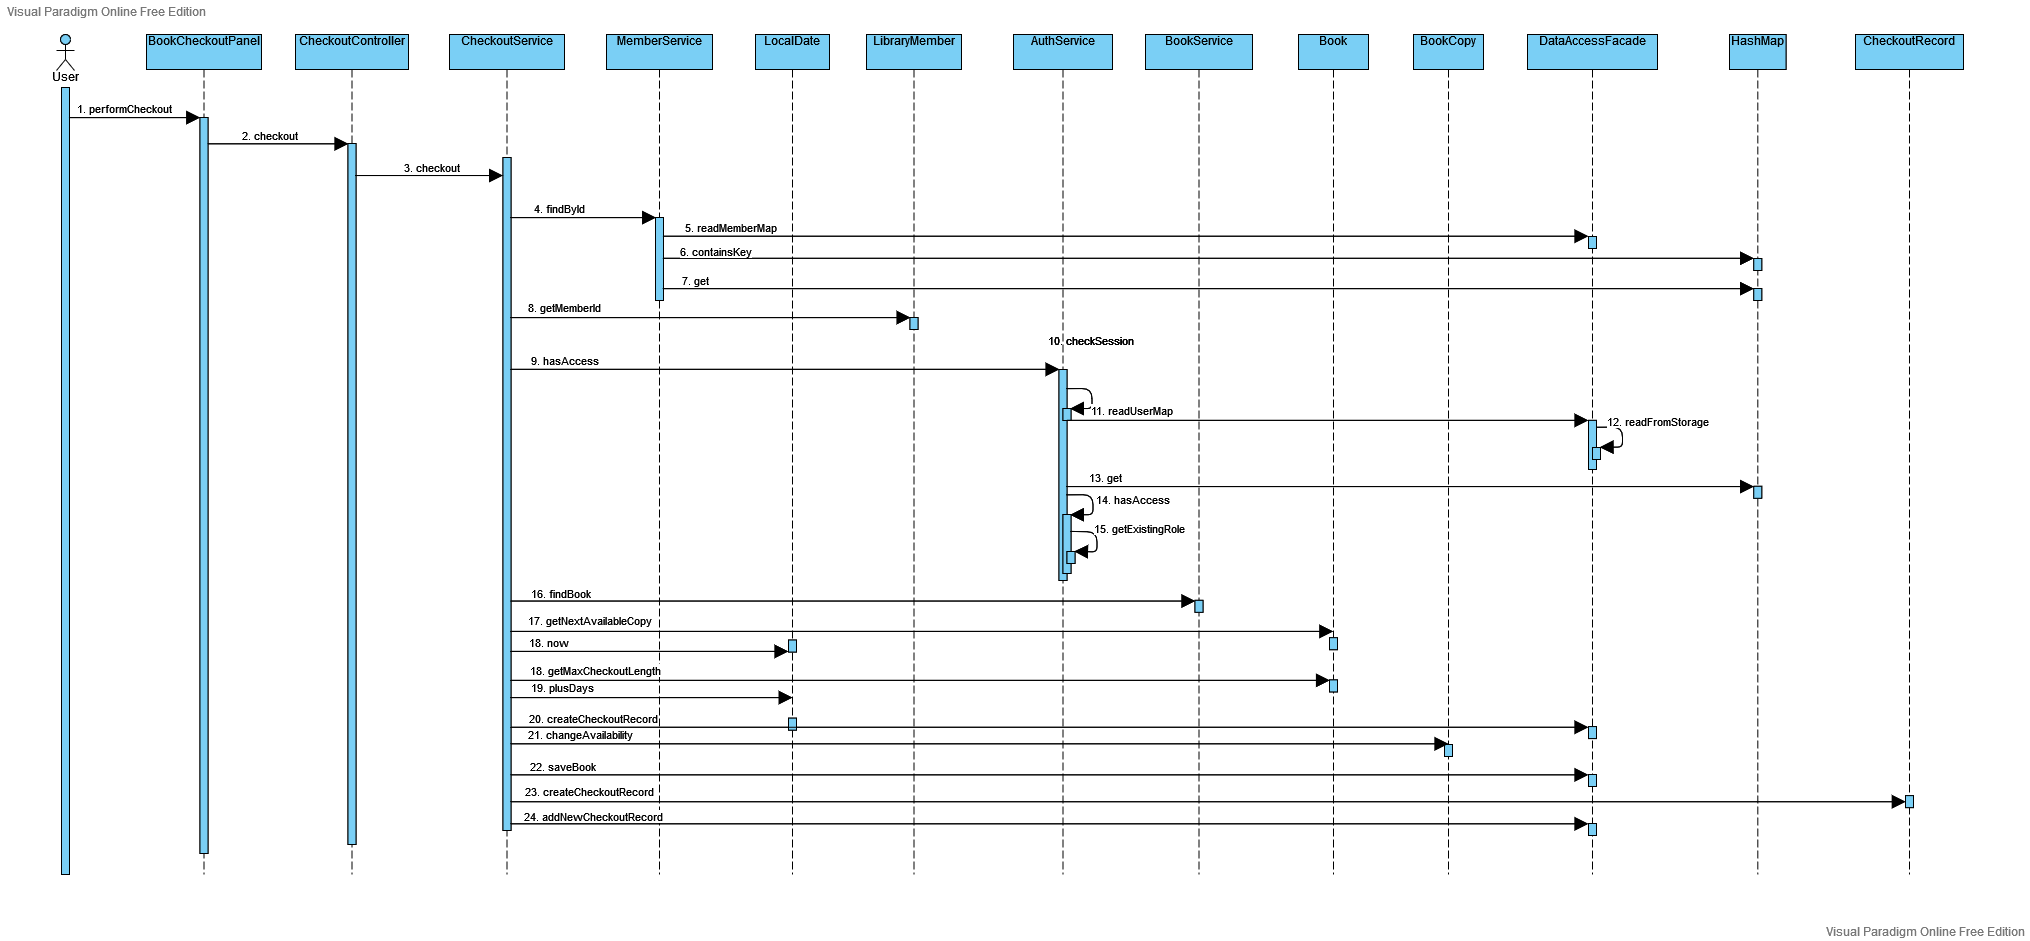 Visual Paradigm Online Free Edition
User
BookCheckoutPanel
CheckoutController
CheckoutService
MemberService
LocalDate
LibraryMember
AuthService
BookService
Book
BookCopy
DataAccessFacade
HashMap
CheckoutRecord
1. performCheckout
2. checkout
3. checkout
4. findById
5. readMemberMap
6. containsKey
7. get
8. getMemberId
10. checkSession
9. hasAccess
11. readUserMap
12. readFromStorage
13. get
14. hasAccess
15. getExistingRole
16. findBook
17. getNextAvailableCopy
18. now
18. getMaxCheckoutLength
19. plusDays
20. createCheckoutRecord
21. changeAvailability
22. saveBook
23. createCheckoutRecord
24. addNewCheckoutRecord
Visual Paradigm Online Free Edition